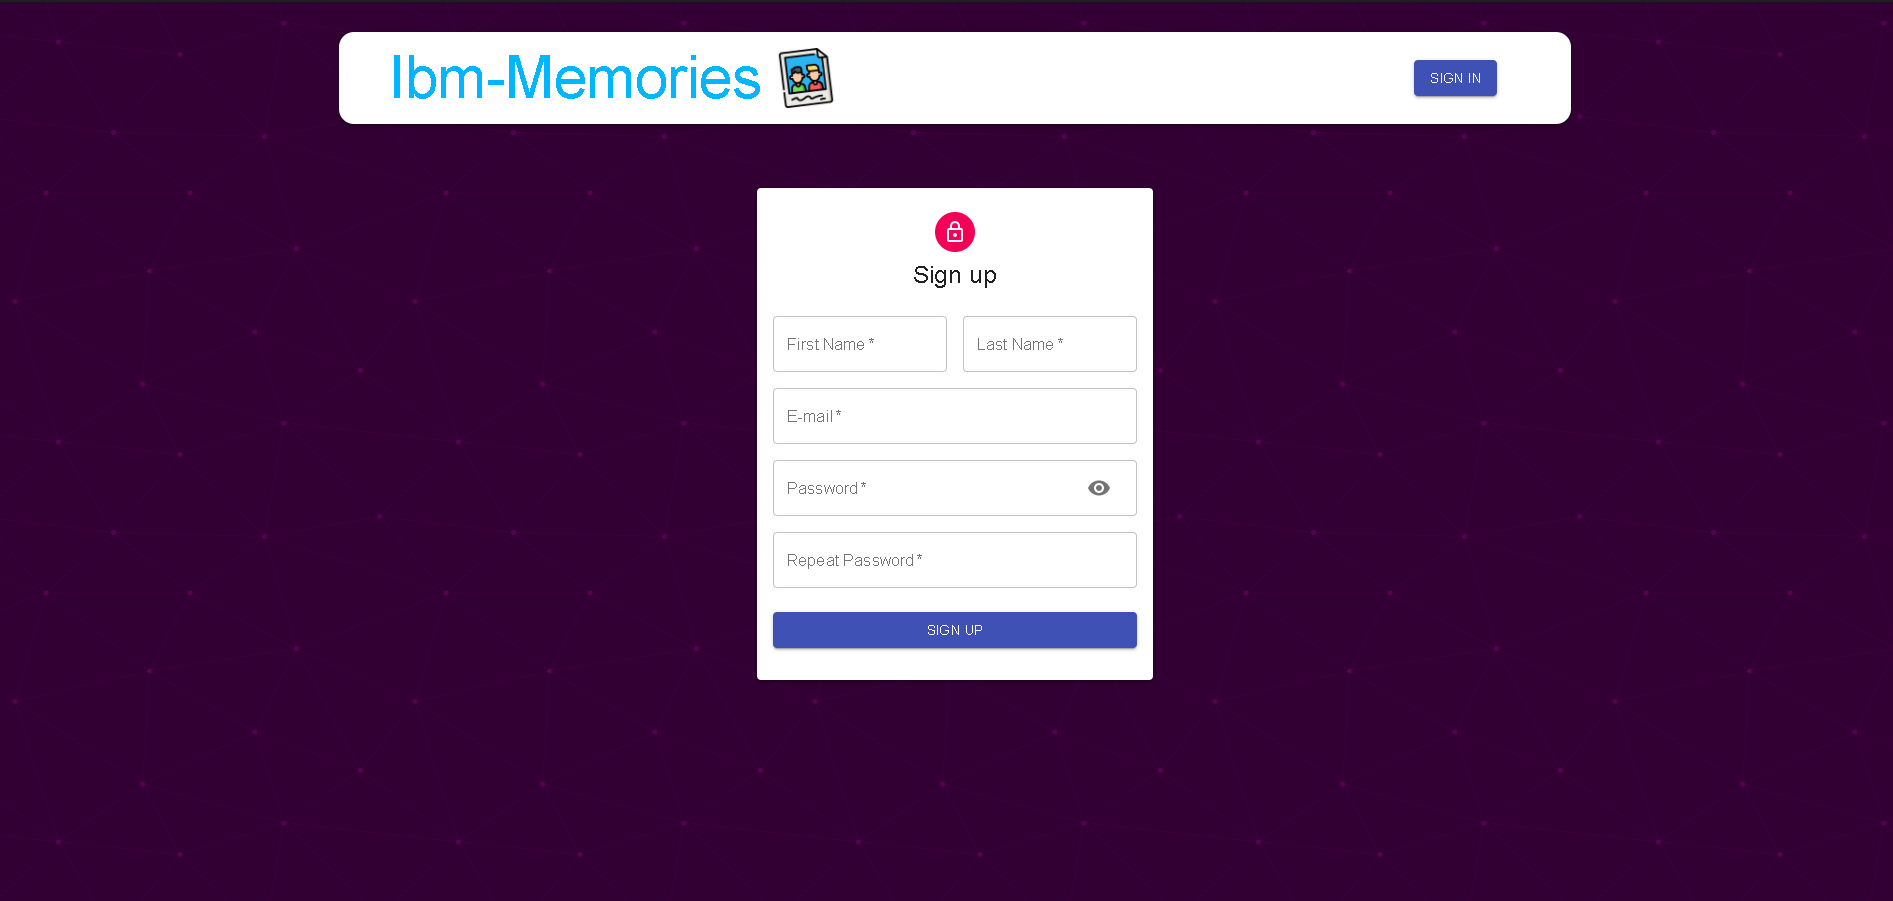 Ibm-Memories
SIGN IN
Sign up
First Name *
Last Name *
E-mail *
Password *
Repeat Password *
SIGN UP